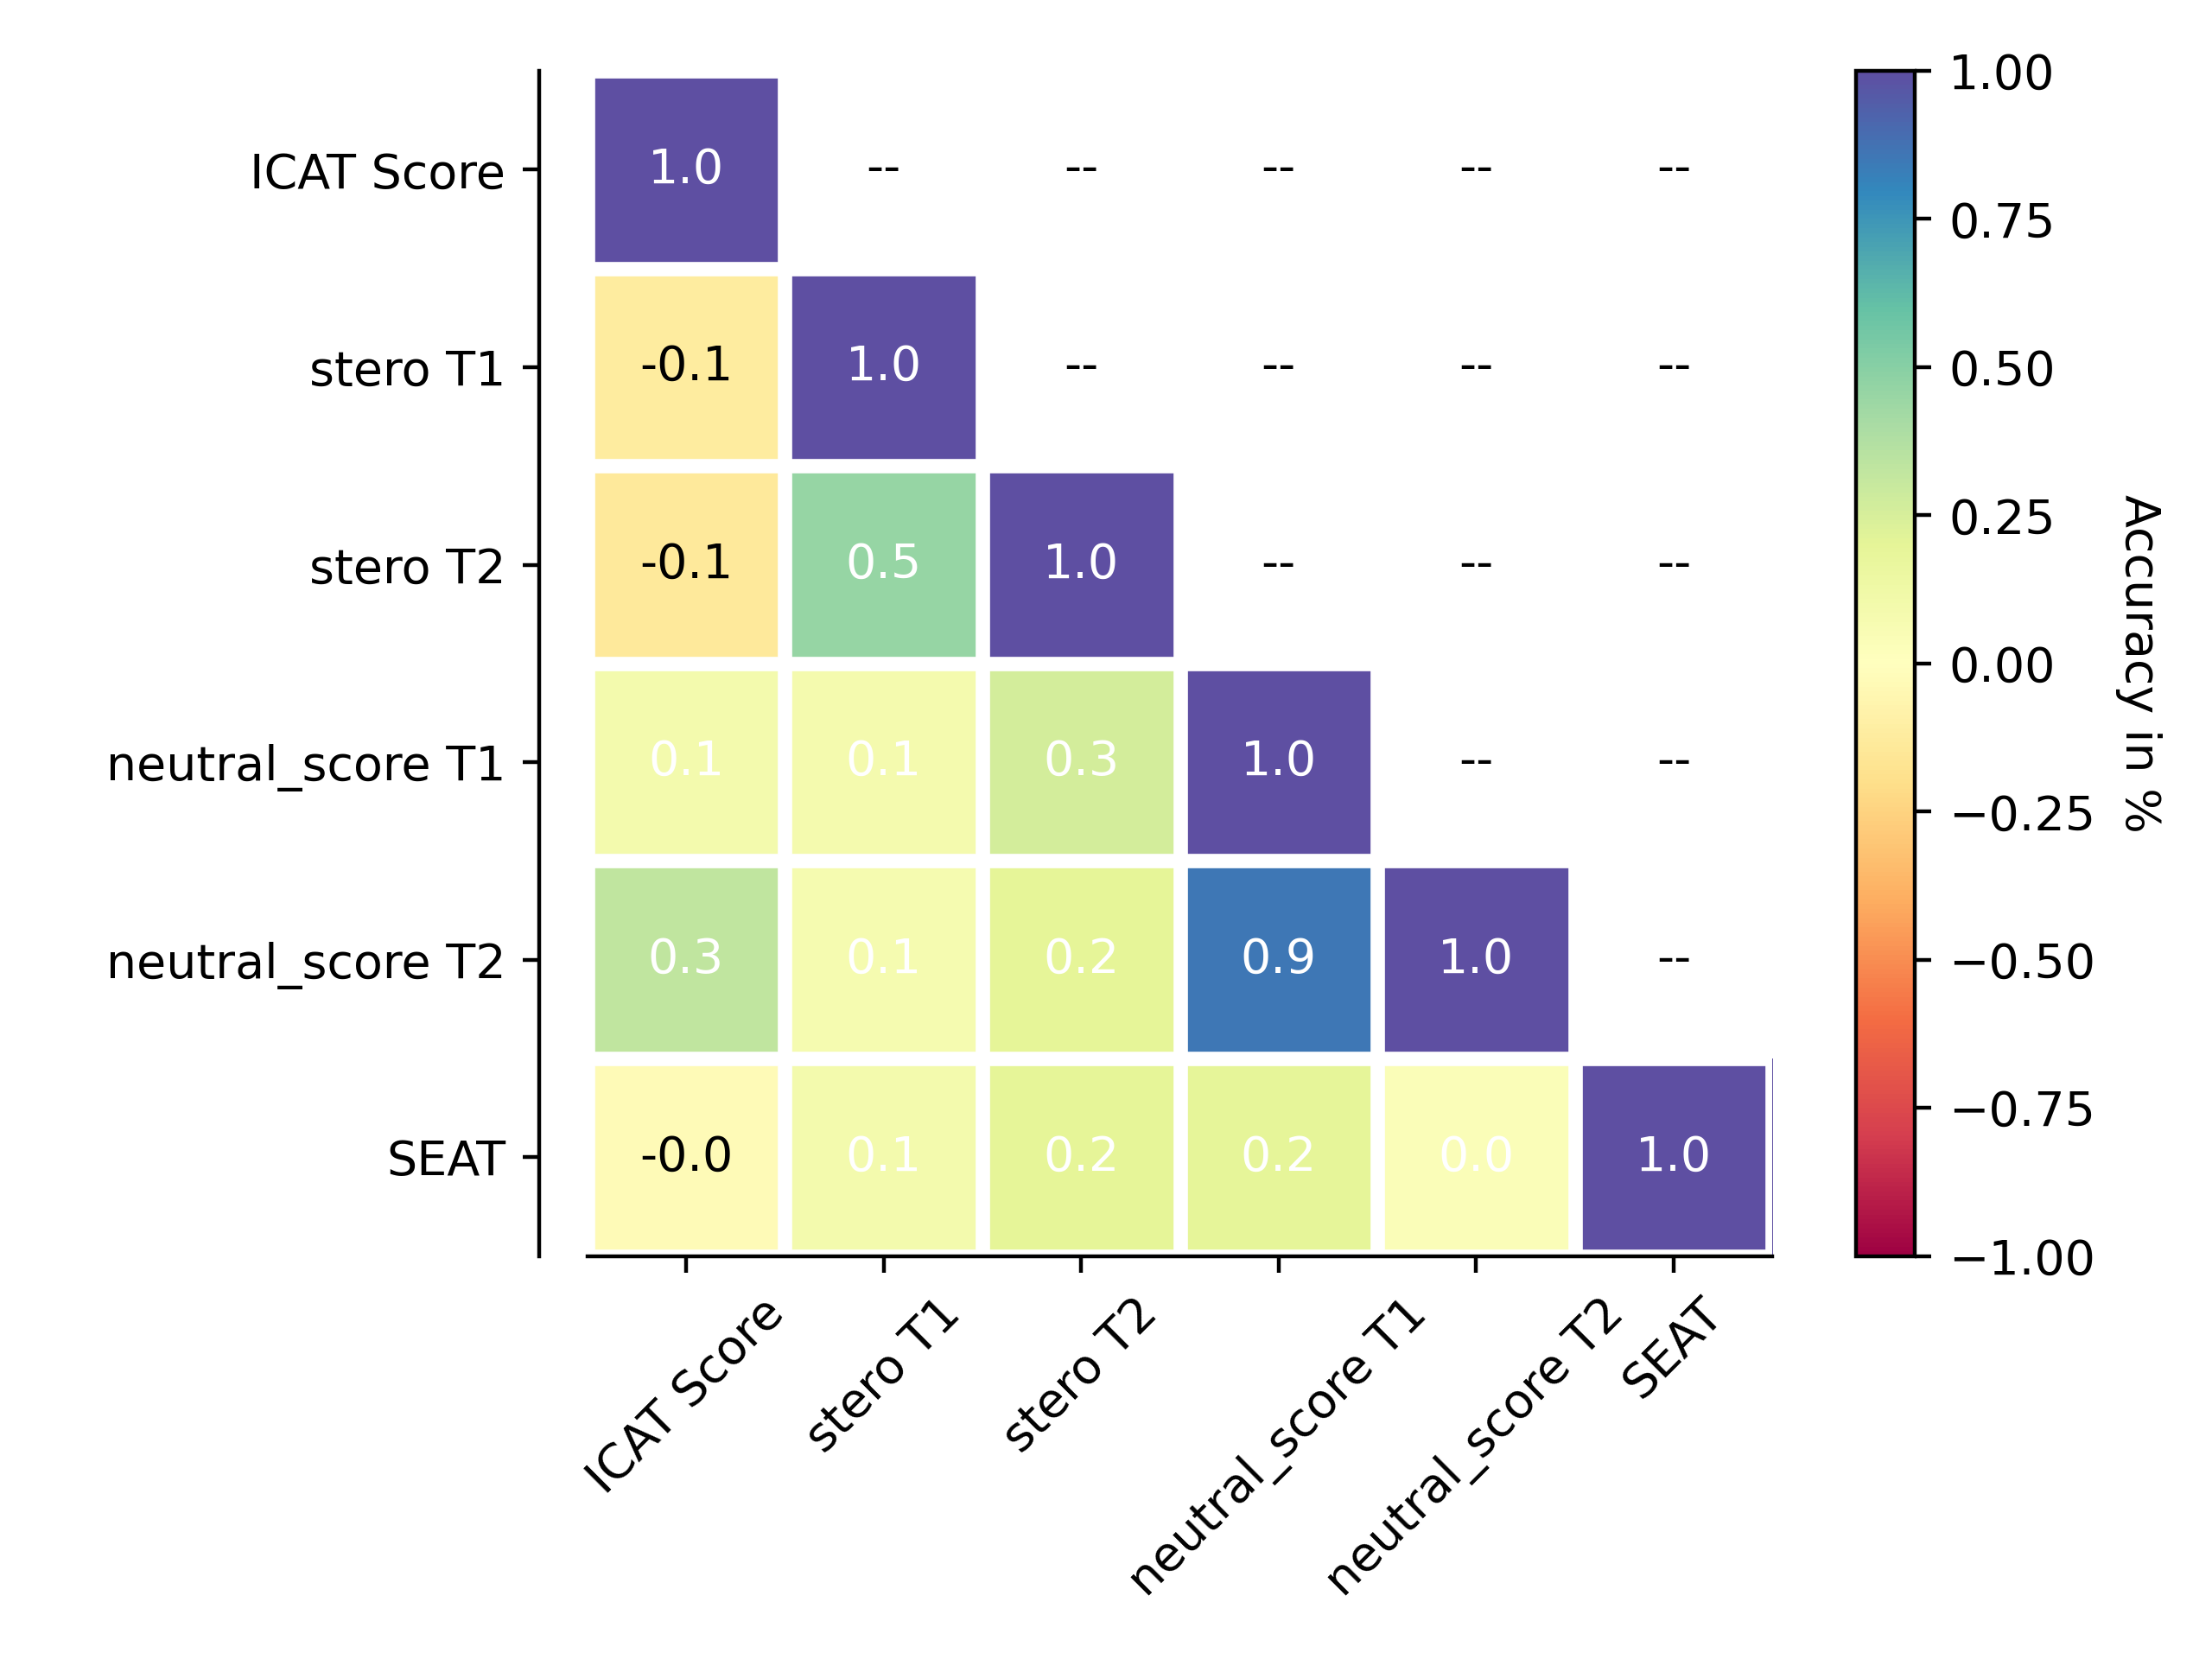 ICAT Score 1.0 -- -- -- -- --
stero T1 -0.1 1.0 -- -- -- --
stero T2 -0.1 0.5 1.0 -- -- --
neutral_score T1 0.1 0.1 0.3 1.0 -- --
neutral_score T2 0.3 0.1 0.2 0.9 1.0 --
SEAT -0.0 0.1 0.2 0.2 0.0 1.0
ICAT Score
stero T1
stero T2
neutral_score T1
neutral_score T2
SEAT
1.00
0.75
0.50
0.25
0.00
−0.25
−0.50
−0.75
−1.00
Accuracy in %